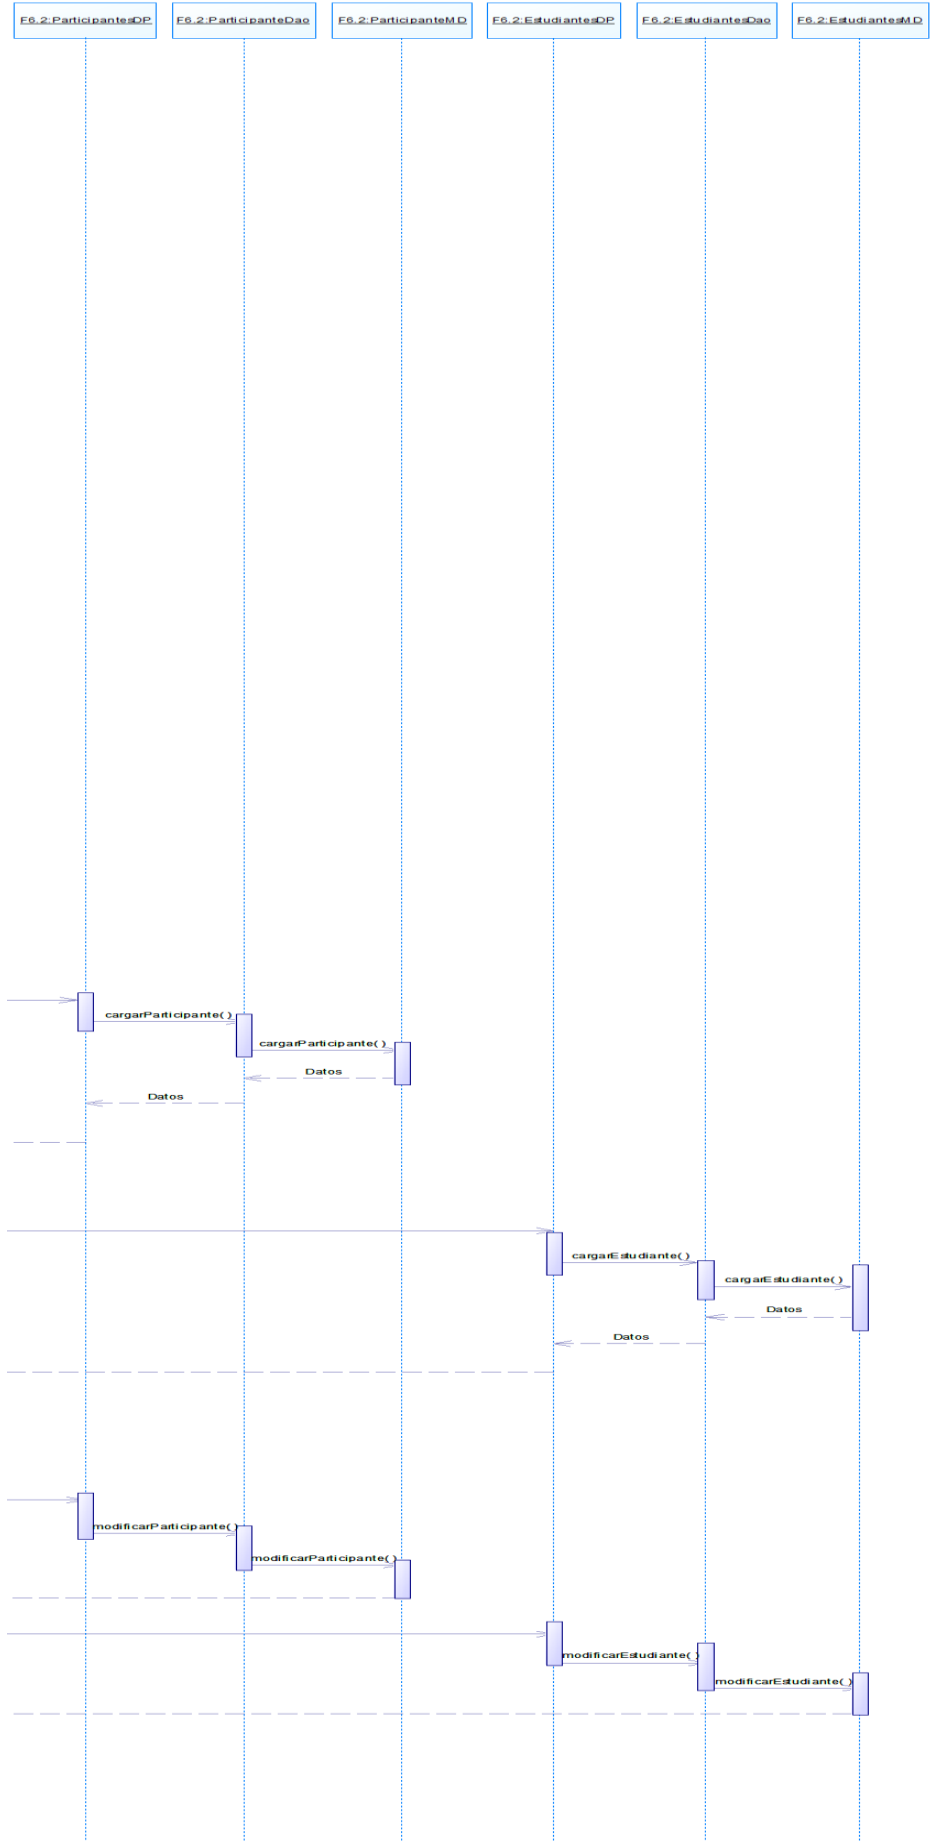 F6.2:ParticipantesDP F6.2:ParticipanteDao F6.2:ParticipanteMD F6.2:EstudiantesDP F6.2:EstudiantesDao F6.2:EstudiantesMD
cargarParticipante( )
cargarParticipante( )
Datos
Datos
cargarEstudiante( )
cargarEstudiante( )
Datos
Datos
modificarParticipante( )
modificarParticipante( )
modificarEstudiante( )
modificarEstudiante( )